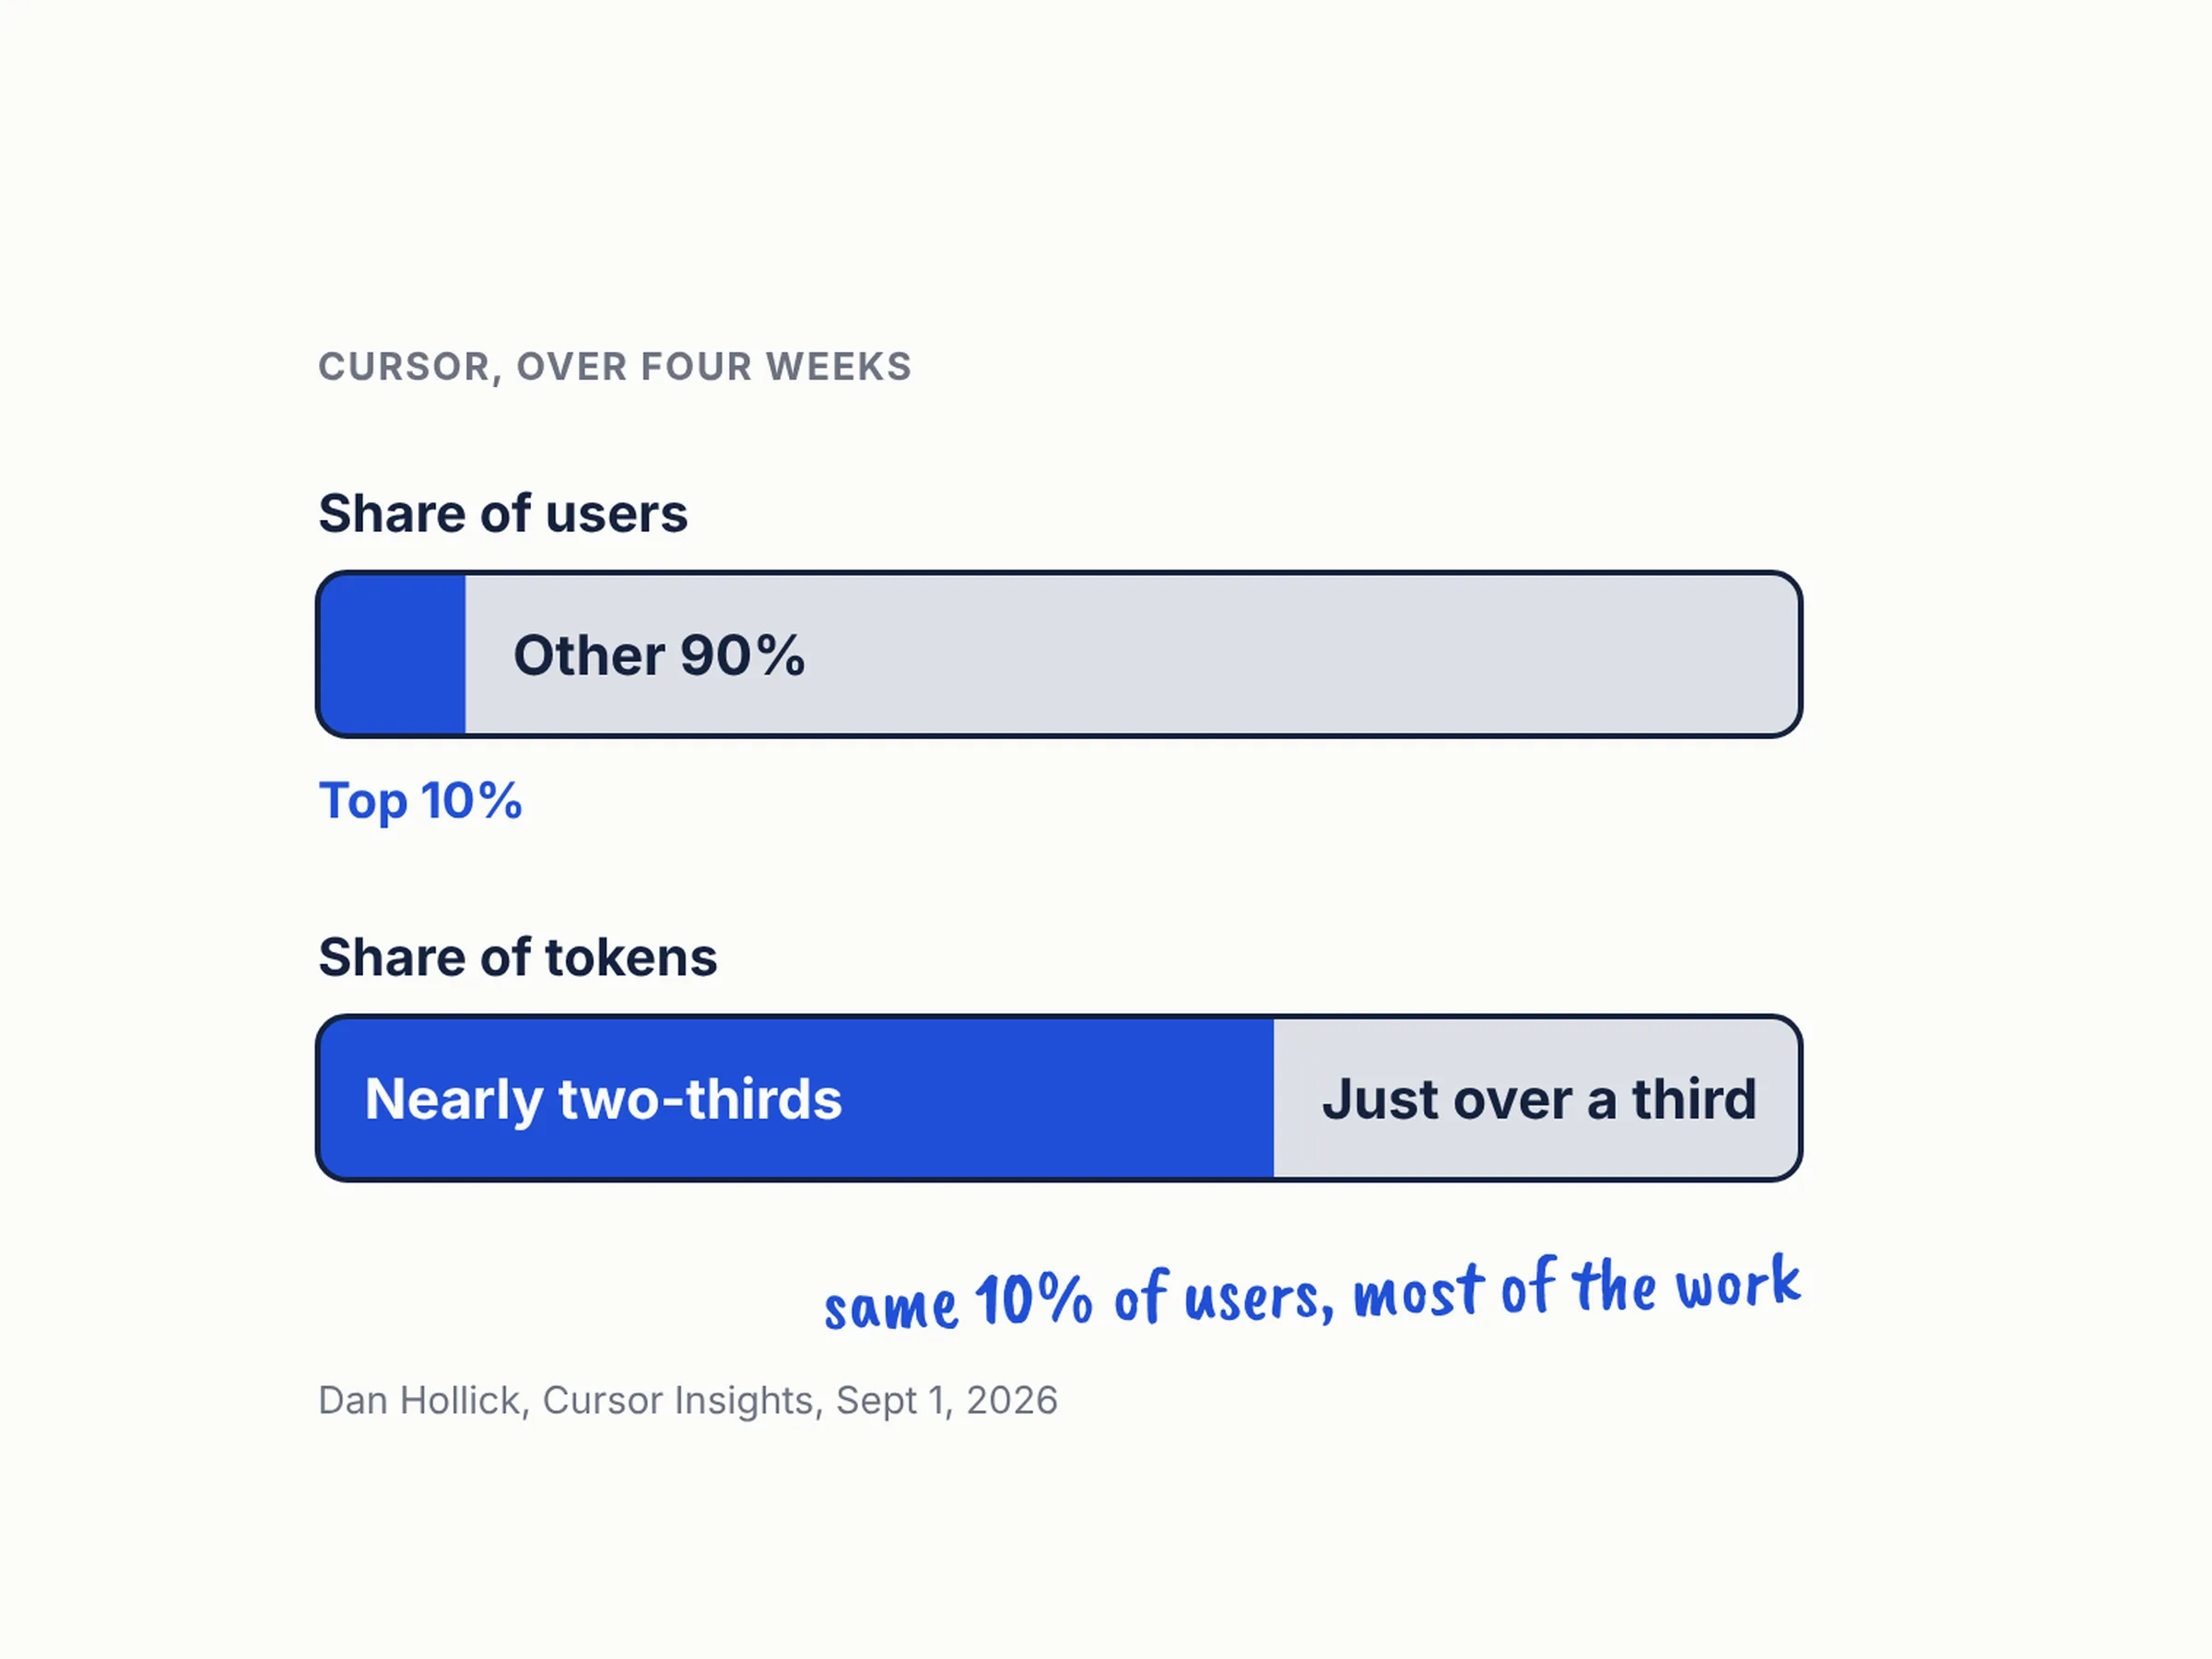 CURSOR, OVER FOUR WEEKS
Share of users
Other 90%
Top 10%
Share of tokens
Nearly two-thirds
Just over a third
same 10% of users, most of the work
Dan Hollick, Cursor Insights, Sept 1, 2026